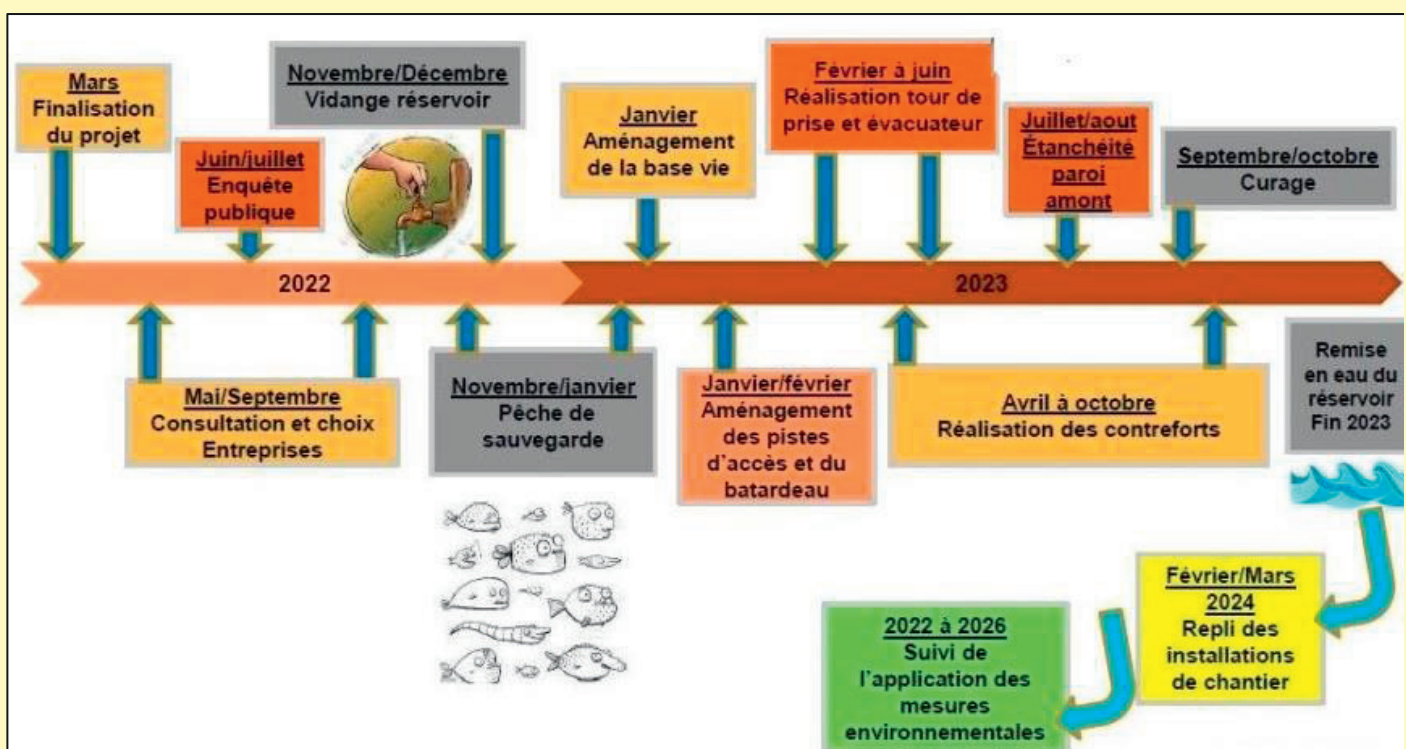 Mars
Finalisation
du projet
Juin/juillet
Enquête
publique
Novembre/Décembre
Vidange réservoir
Janvier
Aménagement
de la base vie
Février à juin
Réalisation tour de
prise et évacuateur
Juillet/aout
Étanchéité
paroi
amont
Septembre/octobre
Curage
2022
2023
Mai/Septembre
Consultation et choix
Entreprises
Novembre/janvier
Pêche de
sauvegarde
Janvier/février
Aménagement
des pistes
d'accès et du
batardeau
Avril à octobre
Réalisation des contreforts
Remise
en eau du
réservoir
Fin 2023
Février/Mars
2024
Repli des
installations
de chantier
2022 à 2026
Suivi de
l'application des
mesures
environnementales